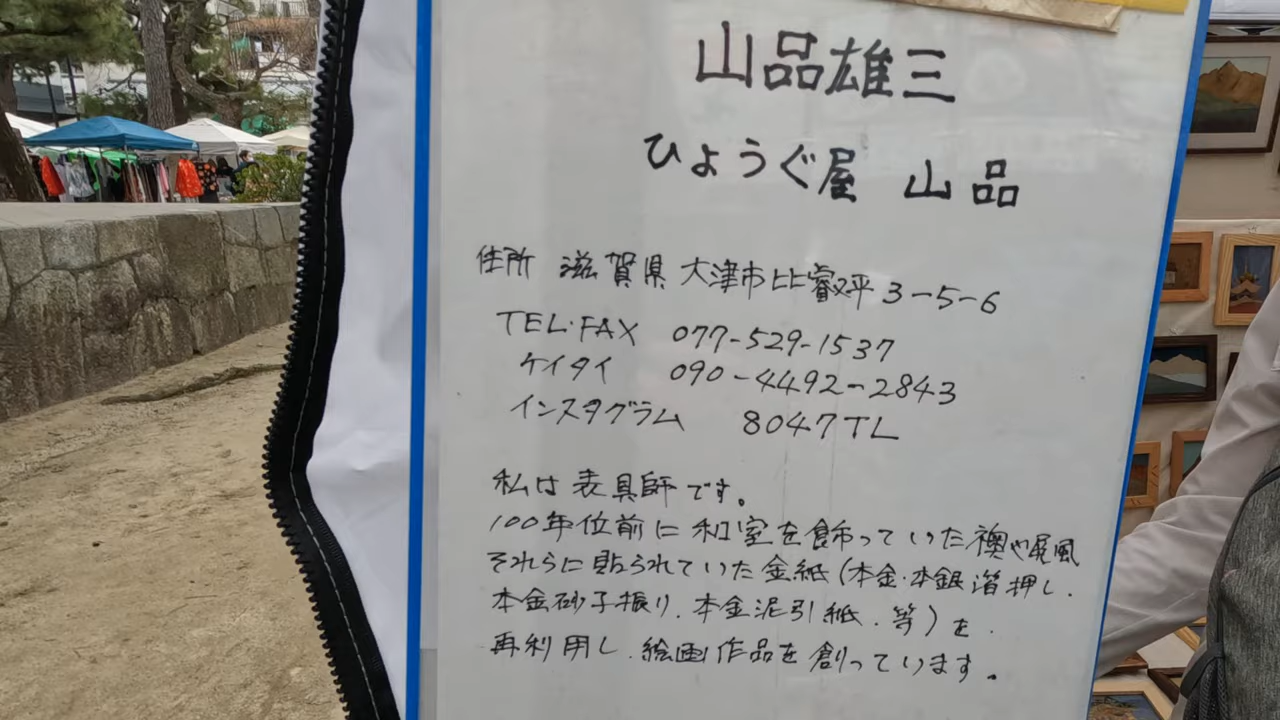 山品雄三
ひょうぐ屋 山品
住所 滋賀県 大津市比叡平 3-5-6
TEL・FAX 077-529-1537
ケイタイ 090-4492-2843
インスタグラム 8047TL
私は表具師です。
100年位前に和室を飾っていた襖や屏風
それらに貼られていた金紙(本金・本銀箔押し.
本金砂子振り.本金泥引紙.等)を.
再利用し.絵画作品を創っています。